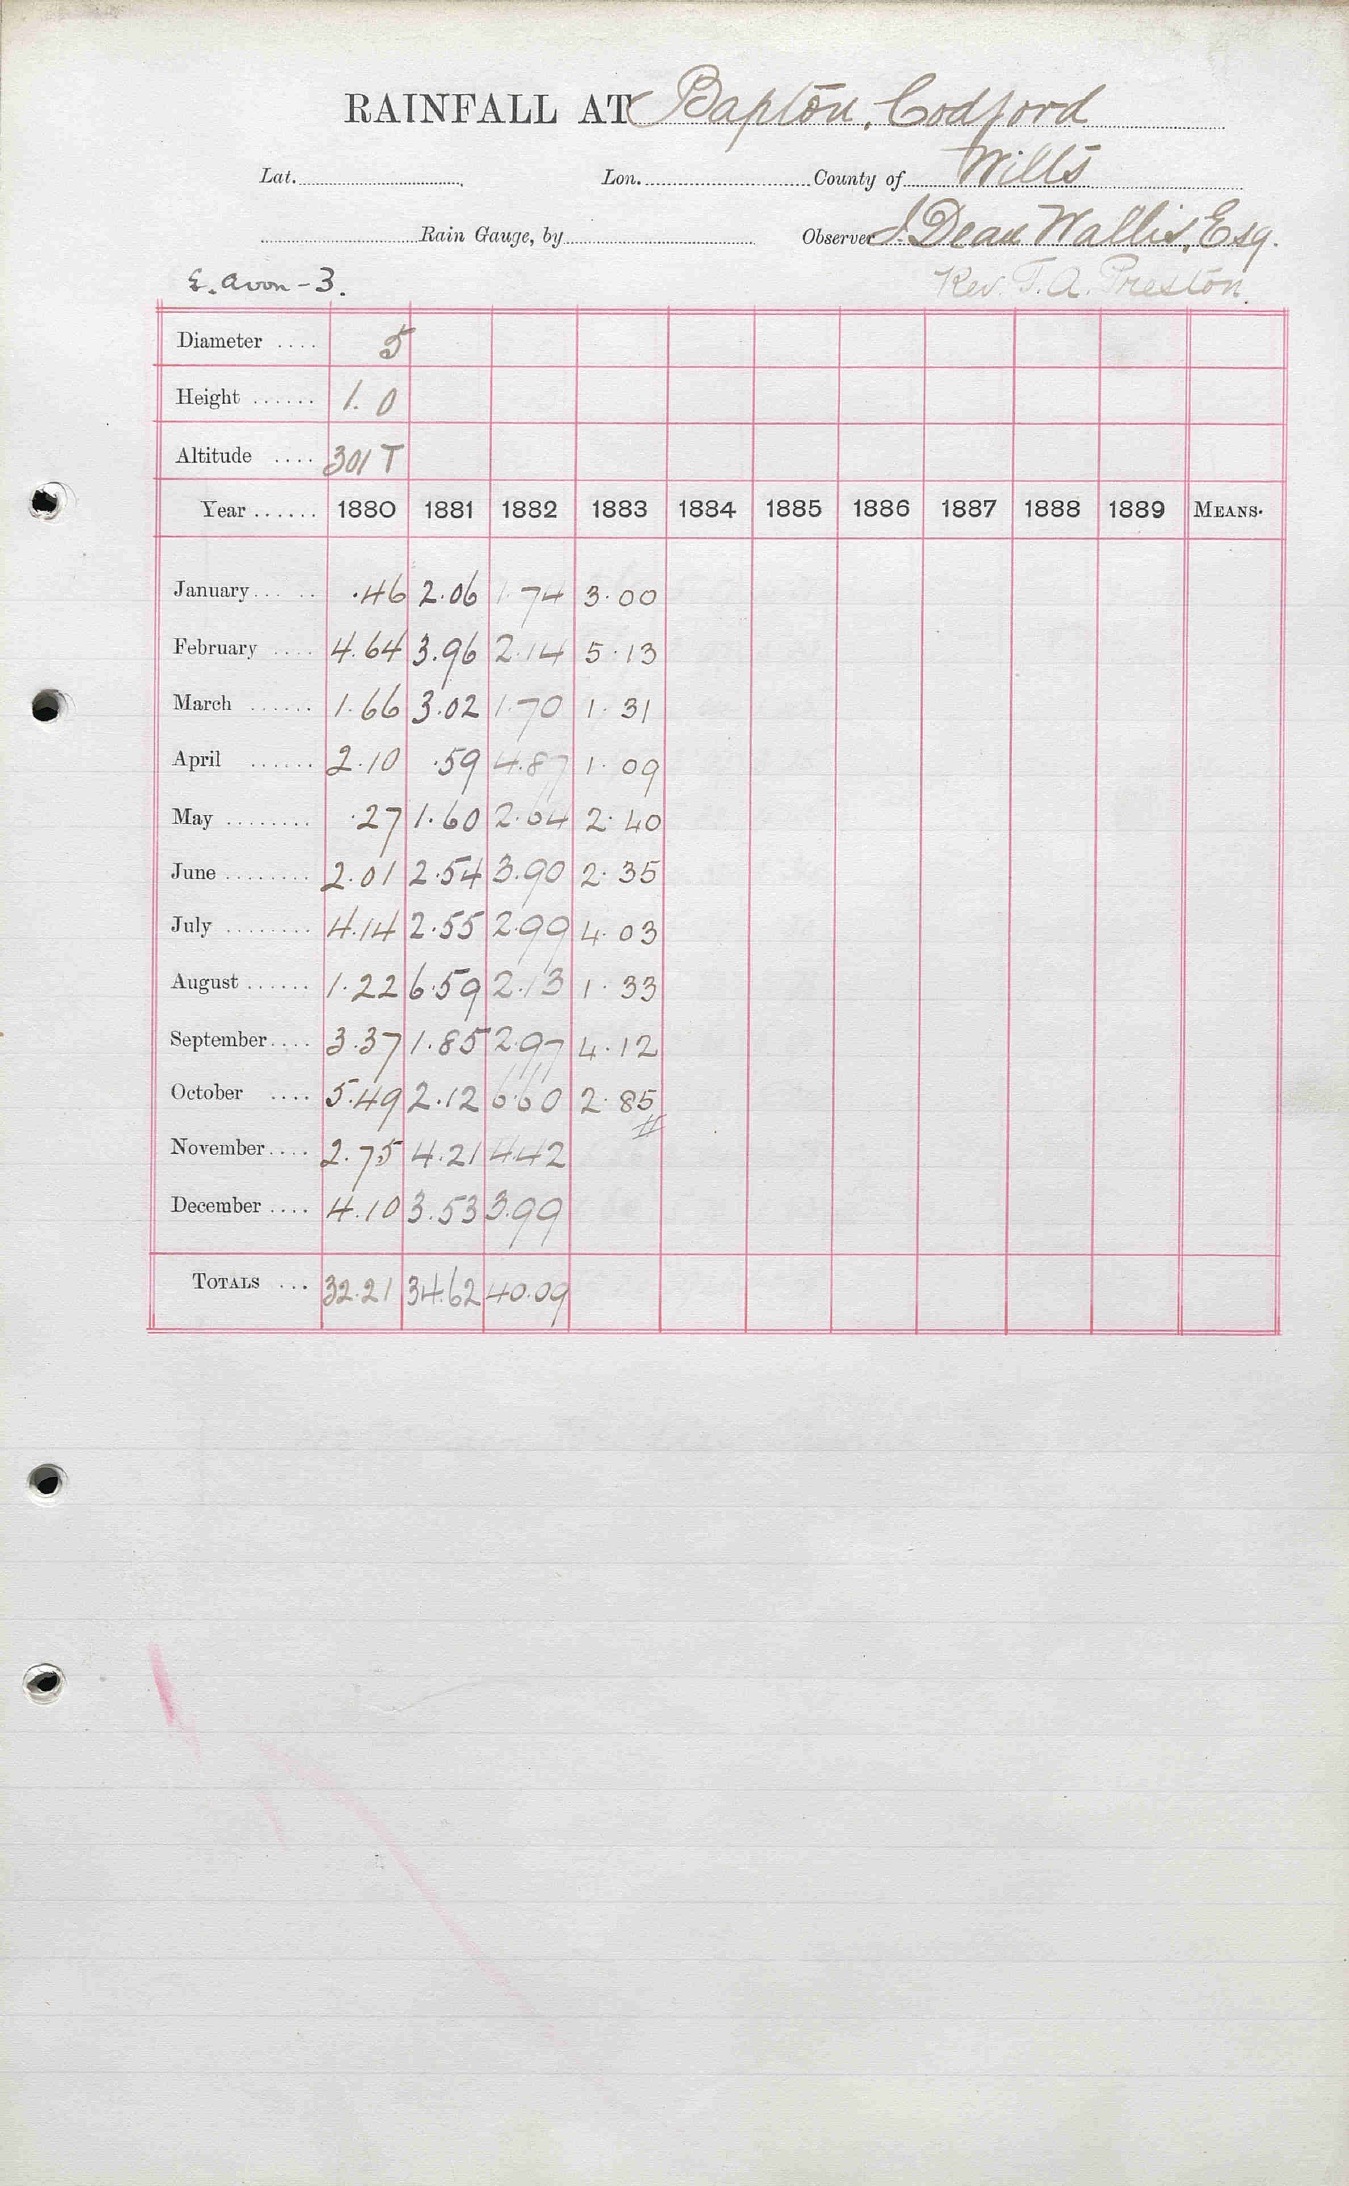 RAINFALL AT Bapton, Codford
Lat. Lon. County of Wilts
Rain Gauge, by Observer J. Dean Wallis, Esq.
E. Avon - 3. Rev. T. A. Preston.
Diameter .... 5
Height ...... 1. 0
Altitude .... 301 T
Year ...... 1880 1881 1882 1883 1884 1885 1886 1887 1888 1889 MEANS.
January .46 2.06 1.74 3.00
February .... 4.64 3.96 2.14 5.13
March ...... 1.66 3.02 1.70 1.31
April ...... 2.10 .59 4.87 1.09
May ........ .27 1.60 2.64 2.40
June ........ 2.01 2.54 3.90 2.35
July ........ 4.14 2.55 2.99 4.03
August ...... 1.22 6.59 2.13 1.33
September.... 3.37 1.85 2.97 4.12
October .... 5.49 2.12 6.60 2.85
November.... 2.75 4.21 4.42
December .... 4.10 3.53 3.99
TOTALS ... 32.21 34.62 40.09